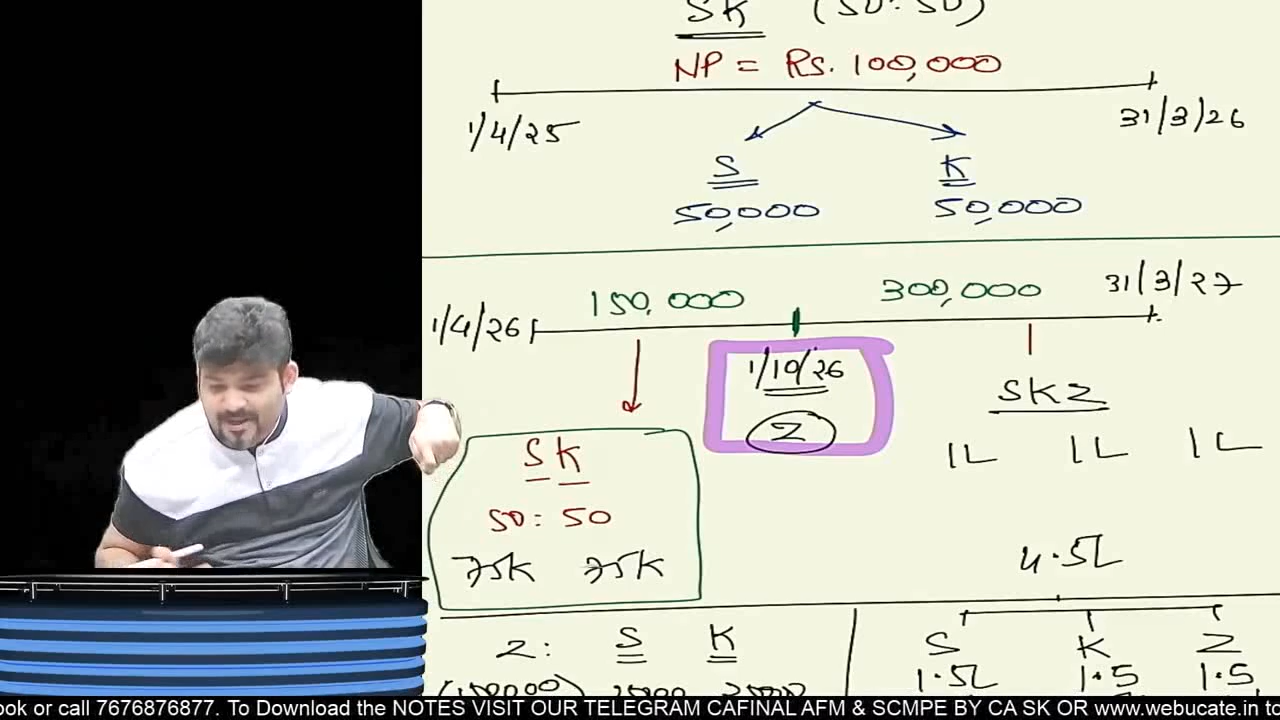 SK (50:50)
NP = Rs. 100,000
1/4/25
31/3/26
S K
50,000 50,000
150,000 300,000 31/3/27
1/4/26
1/10/26
Z
SKZ
1L 1L 1L
SK
50:50
75K 75K
4.5L
Z: S K
S K Z
1.5L 1.5 1.5
ook or call 7676876877. To Download the NOTES VISIT OUR TELEGRAM CAFINAL AFM & SCMPE BY CA SK OR www.webucate.in to